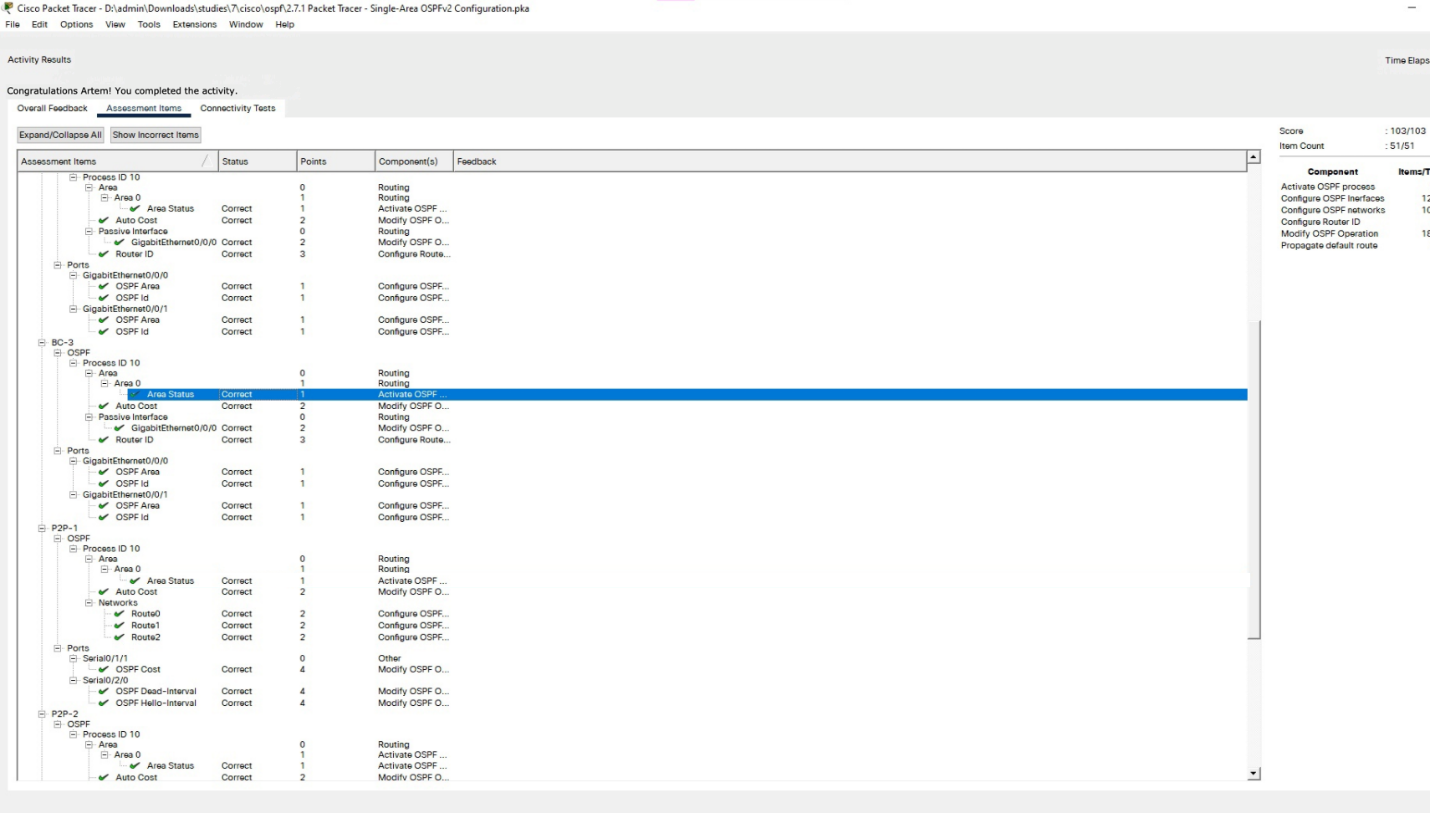 Cisco Packet Tracer - D:\admin\Downloads\studies\7\cisco\ospf\2.7.1 Packet Tracer - Single-Area OSPFv2 Configuration.pka
File Edit Options View Tools Extensions Window Help
Activity Results
Time Elaps
Congratulations Artem! You completed the activity.
Overall Feedback Assessment Items Connectivity Tests
Expand/Collapse All Show Incorrect Items
Assessment Items Status Points Component(s) Feedback
Process ID 10
Area 0 Routing
Area 0 1 Routing
Area Status Correct 1 Activate OSPF ...
Auto Cost Correct 2 Modify OSPF O...
Passive Interface 0 Routing
GigabitEthernet0/0/0 Correct 2 Modify OSPF O...
Router ID Correct 3 Configure Route...
Ports
GigabitEthernet0/0/0
OSPF Area Correct 1 Configure OSPF...
OSPF Id Correct 1 Configure OSPF...
GigabitEthernet0/0/1
OSPF Area Correct 1 Configure OSPF...
OSPF Id Correct 1 Configure OSPF...
BC-3
OSPF
Process ID 10
Area 0 Routing
Area 0 1 Routing
Area Status Correct 1 Activate OSPF ...
Auto Cost Correct 2 Modify OSPF O...
Passive Interface 0 Routing
GigabitEthernet0/0/0 Correct 2 Modify OSPF O...
Router ID Correct 3 Configure Route...
Ports
GigabitEthernet0/0/0
OSPF Area Correct 1 Configure OSPF...
OSPF Id Correct 1 Configure OSPF...
GigabitEthernet0/0/1
OSPF Area Correct 1 Configure OSPF...
OSPF Id Correct 1 Configure OSPF...
P2P-1
OSPF
Process ID 10
Area 0 Routing
Area 0 1 Routing
Area Status Correct 1 Activate OSPF ...
Auto Cost Correct 2 Modify OSPF O...
Networks
Route0 Correct 2 Configure OSPF...
Route1 Correct 2 Configure OSPF...
Route2 Correct 2 Configure OSPF...
Ports
Serial0/1/1 0 Other
OSPF Cost Correct 4 Modify OSPF O...
Serial0/2/0
OSPF Dead-Interval Correct 4 Modify OSPF O...
OSPF Hello-Interval Correct 4 Modify OSPF O...
P2P-2
OSPF
Process ID 10
Area 0 Routing
Area 0 1 Activate OSPF ...
Area Status Correct 1 Activate OSPF ...
Auto Cost Correct 2 Modify OSPF O...
Score : 103/103
Item Count : 51/51
Component Items/T
Activate OSPF process
Configure OSPF Inerfaces 12
Configure OSPF networks 10
Configure Router ID
Modify OSPF Operation 18
Propagate default route